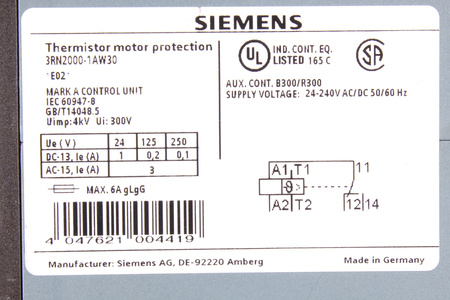 SIEMENS
Thermistor motor protection
3RN2000-1AW30
*E02*
MARK A CONTROL UNIT
IEC 60947-8
GB/T14048.5
Uimp: 4kV Ui: 300V
UL IND. CONT. EQ.
LISTED 165 C
SA
AUX. CONT. B300/R300
SUPPLY VOLTAGE: 24-240V AC/DC 50/60 Hz
Ue ( V ) 24 125 250
DC-13, Ie (A) 1 0,2 0,1
AC-15, Ie (A) 3
MAX. 6A gLgG
A1 T1 11
ϑ
A2 T2 12 14
4 047621 004419
Manufacturer: Siemens AG, DE-92220 Amberg
Made in Germany